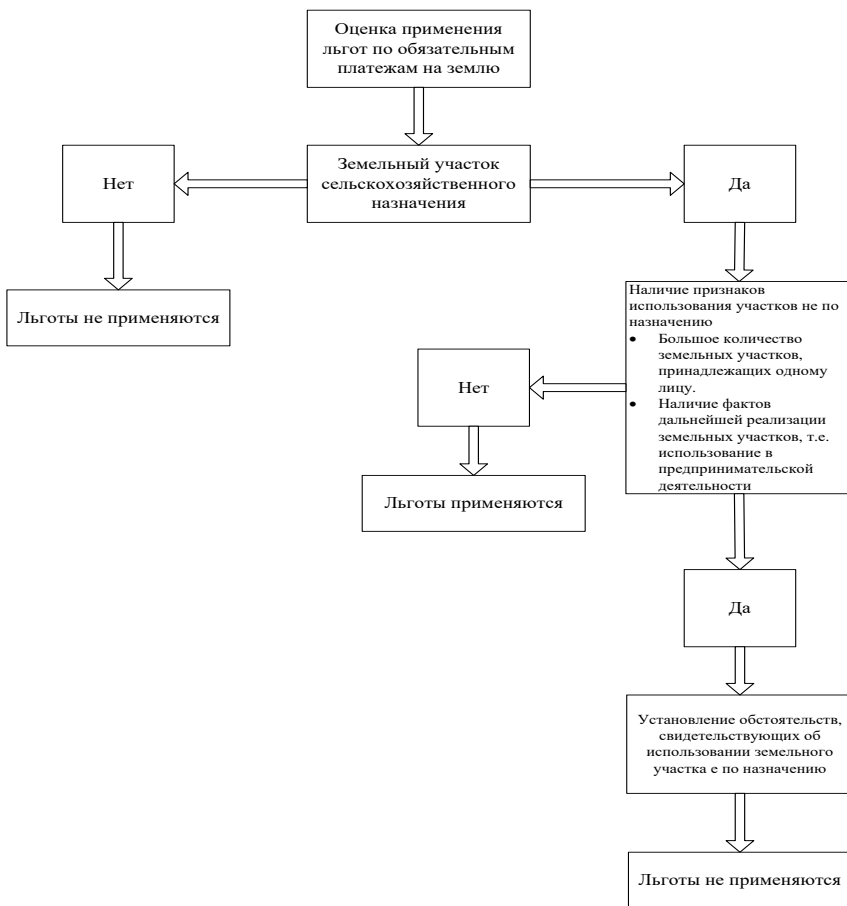 Оценка применения
льгот по обязательным
платежам на землю
Нет
Земельный участок
сельскохозяйственного
назначения
Да
Льготы не применяются
Наличие признаков
использования участков не по
назначению
• Большое количество
земельных участков,
принадлежащих одному
лицу.
• Наличие фактов
дальнейшей реализации
земельных участков, т.е.
использование в
предпринимательской
деятельности
Нет
Льготы применяются
Да
Установление обстоятельств,
свидетельствующих об
использовании земельного
участка е по назначению
Льготы не применяются